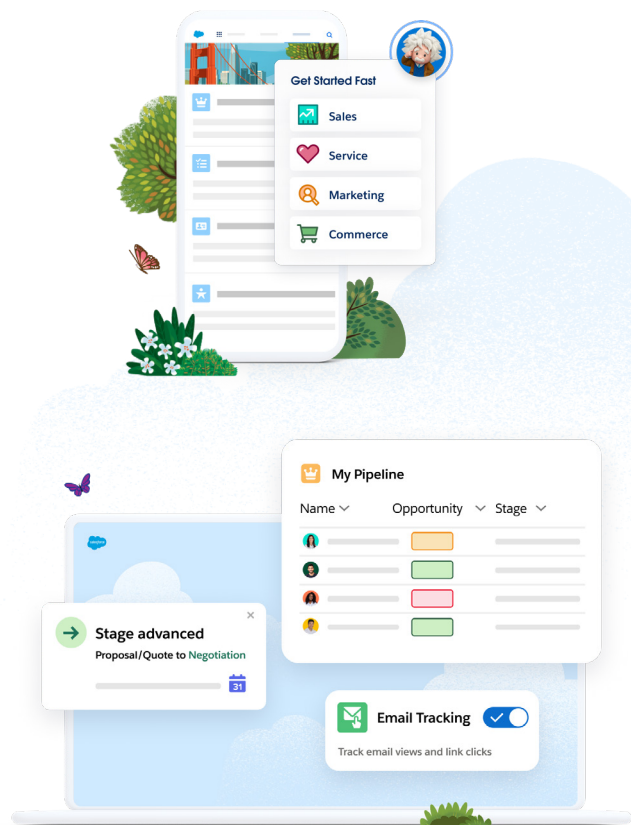 Get Started Fast
Sales
Service
Marketing
Commerce
My Pipeline
Name Opportunity Stage
salesforce
Stage advanced
Proposal/Quote to Negotiation
31
Email Tracking
Track email views and link clicks